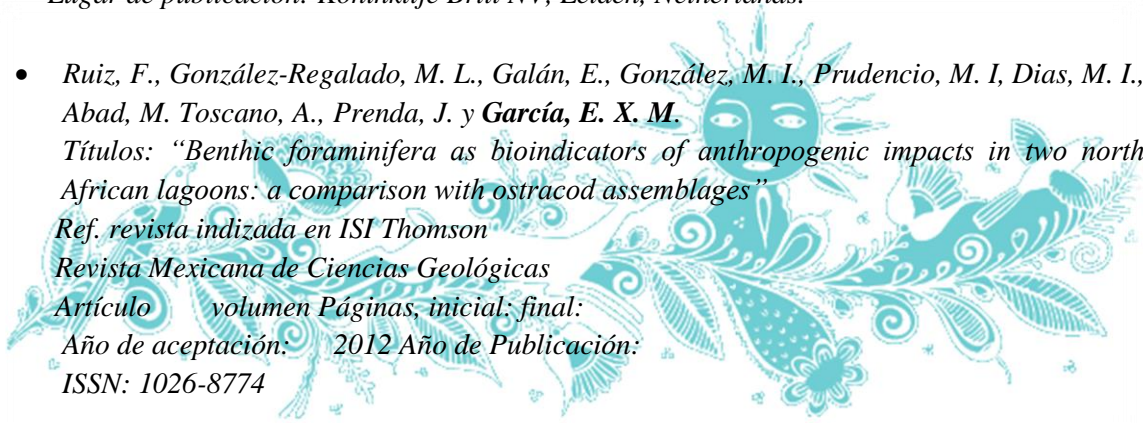 Lugar de publicación: Koninklije Brill NV, Leiden, Netherlands.
• Ruiz, F., González-Regalado, M. L., Galán, E., González, M. I., Prudencio, M. I, Dias, M. I.,
Abad, M. Toscano, A., Prenda, J. y García, E. X. M.
Títulos: “Benthic foraminifera as bioindicators of anthropogenic impacts in two north
African lagoons: a comparison with ostracod assemblages”
Ref. revista indizada en ISI Thomson
Revista Mexicana de Ciencias Geológicas
Artículo volumen Páginas, inicial: final:
Año de aceptación: 2012 Año de Publicación:
ISSN: 1026-8774